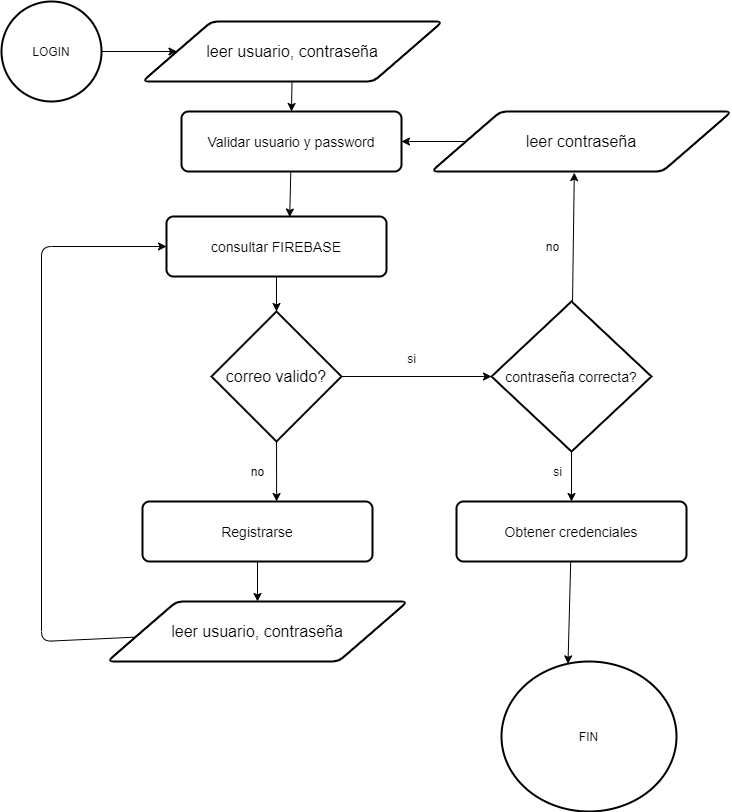 LOGIN
leer usuario, contraseña
Validar usuario y password
leer contraseña
consultar FIREBASE
no
correo valido?
si
contraseña correcta?
no
si
Registrarse
Obtener credenciales
leer usuario, contraseña
FIN